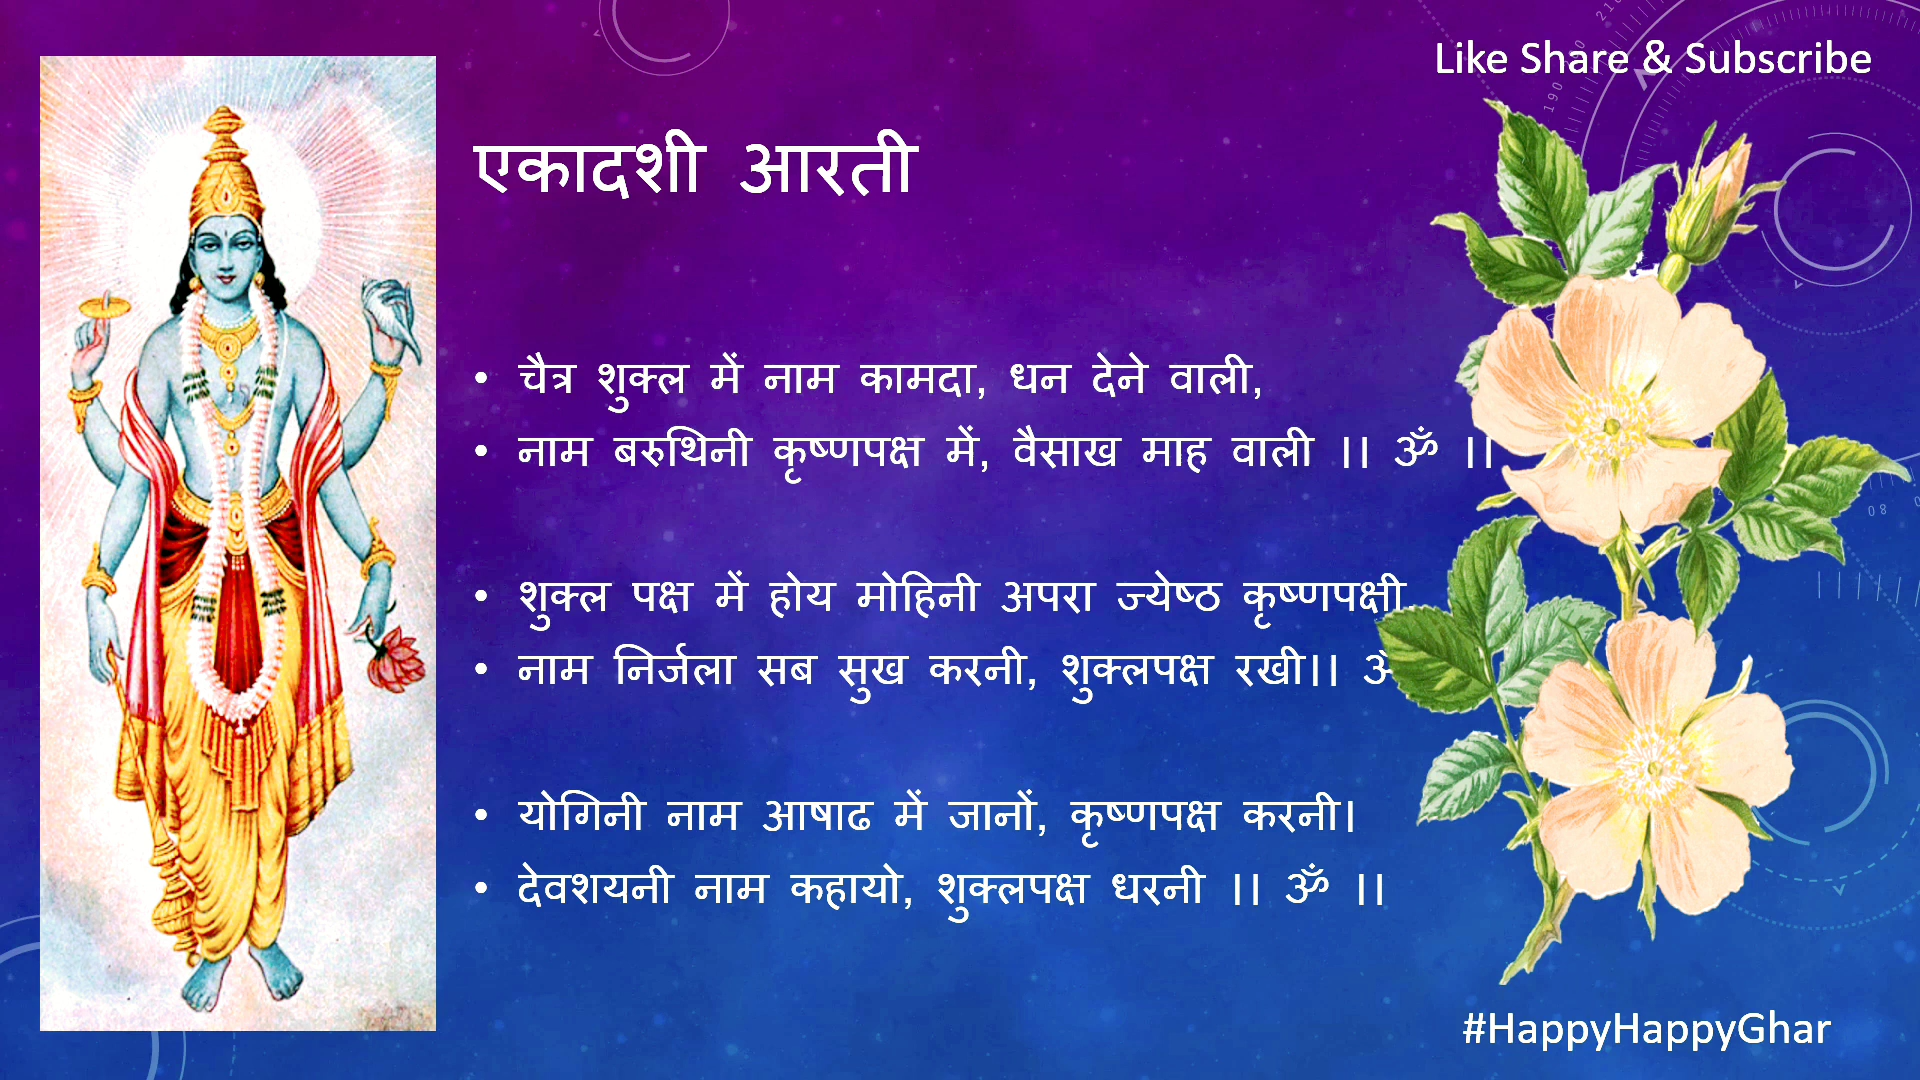 Like Share & Subscribe
एकादशी आरती
• चैत्र शुक्ल में नाम कामदा, धन देने वाली,
• नाम बरुथिनी कृष्णपक्ष में, वैसाख माह वाली ।। ॐ ।।
• शुक्ल पक्ष में होय मोहिनी अपरा ज्येष्ठ कृष्णपक्षी,
• नाम निर्जला सब सुख करनी, शुक्लपक्ष रखी।।
• योगिनी नाम आषाढ में जानों, कृष्णपक्ष करनी।
• देवशयनी नाम कहायो, शुक्लपक्ष धरनी ।। ॐ ।।
#HappyHappyGhar